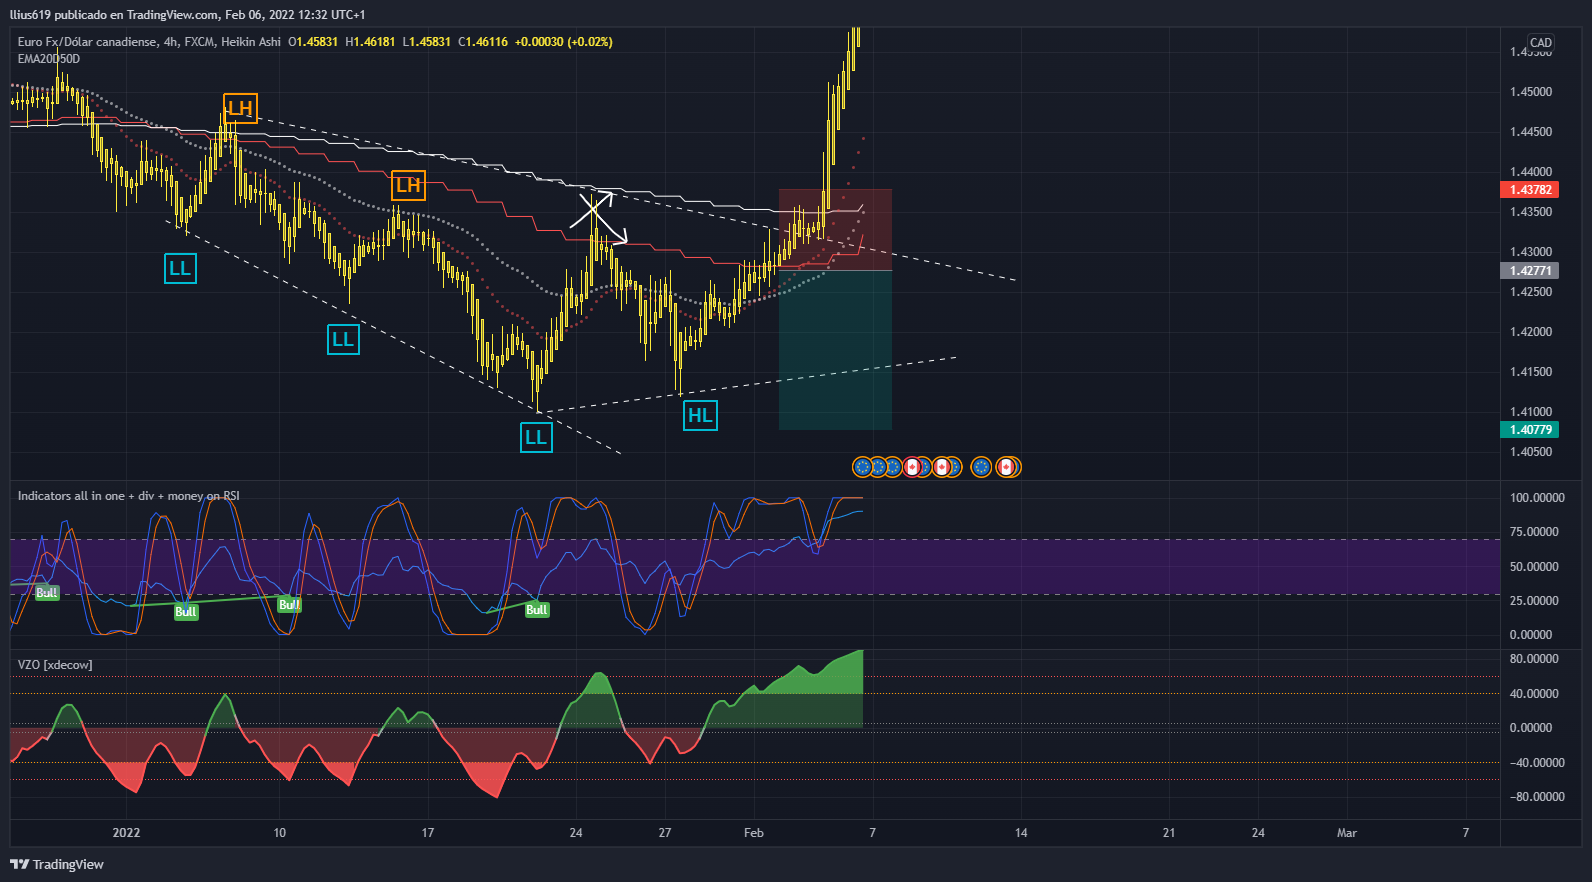 llius619 publicado en TradingView.com, Feb 06, 2022 12:32 UTC+1
Euro Fx/Dólar canadiense, 4h, FXCM, Heikin Ashi O1.45831 H1.46181 L1.45831 C1.46116 +0.00030 (+0.02%)
EMA20D50D
CAD
1.45500
1.45000
1.44500
1.44000
1.43782
1.43500
1.43000
1.42771
1.42500
1.42000
1.41500
1.41000
1.40779
1.40500
LH
LH
LL
LL
HL
LL
Indicators all in one + div + money on RSI
100.00000
75.00000
50.00000
25.00000
0.00000
Bull
Bull
Bull
Bull
VZO [xdecow]
80.00000
40.00000
0.00000
−40.00000
−80.00000
2022 10 17 24 27 Feb 7 14 21 24 Mar 7
TradingView